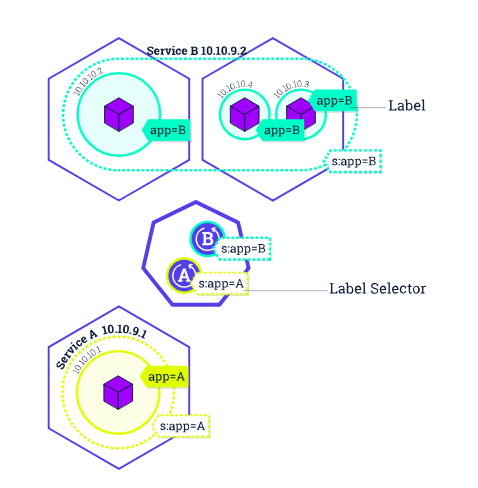 Service B 10.10.9.2
10.10.10.2
10.10.10.4
10.10.10.3
app=B
Label
app=B
app=B
s:app=B
B
s:app=B
A
s:app=A
Label Selector
Service A 10.10.9.1
10.10.10.1
app=A
s:app=A